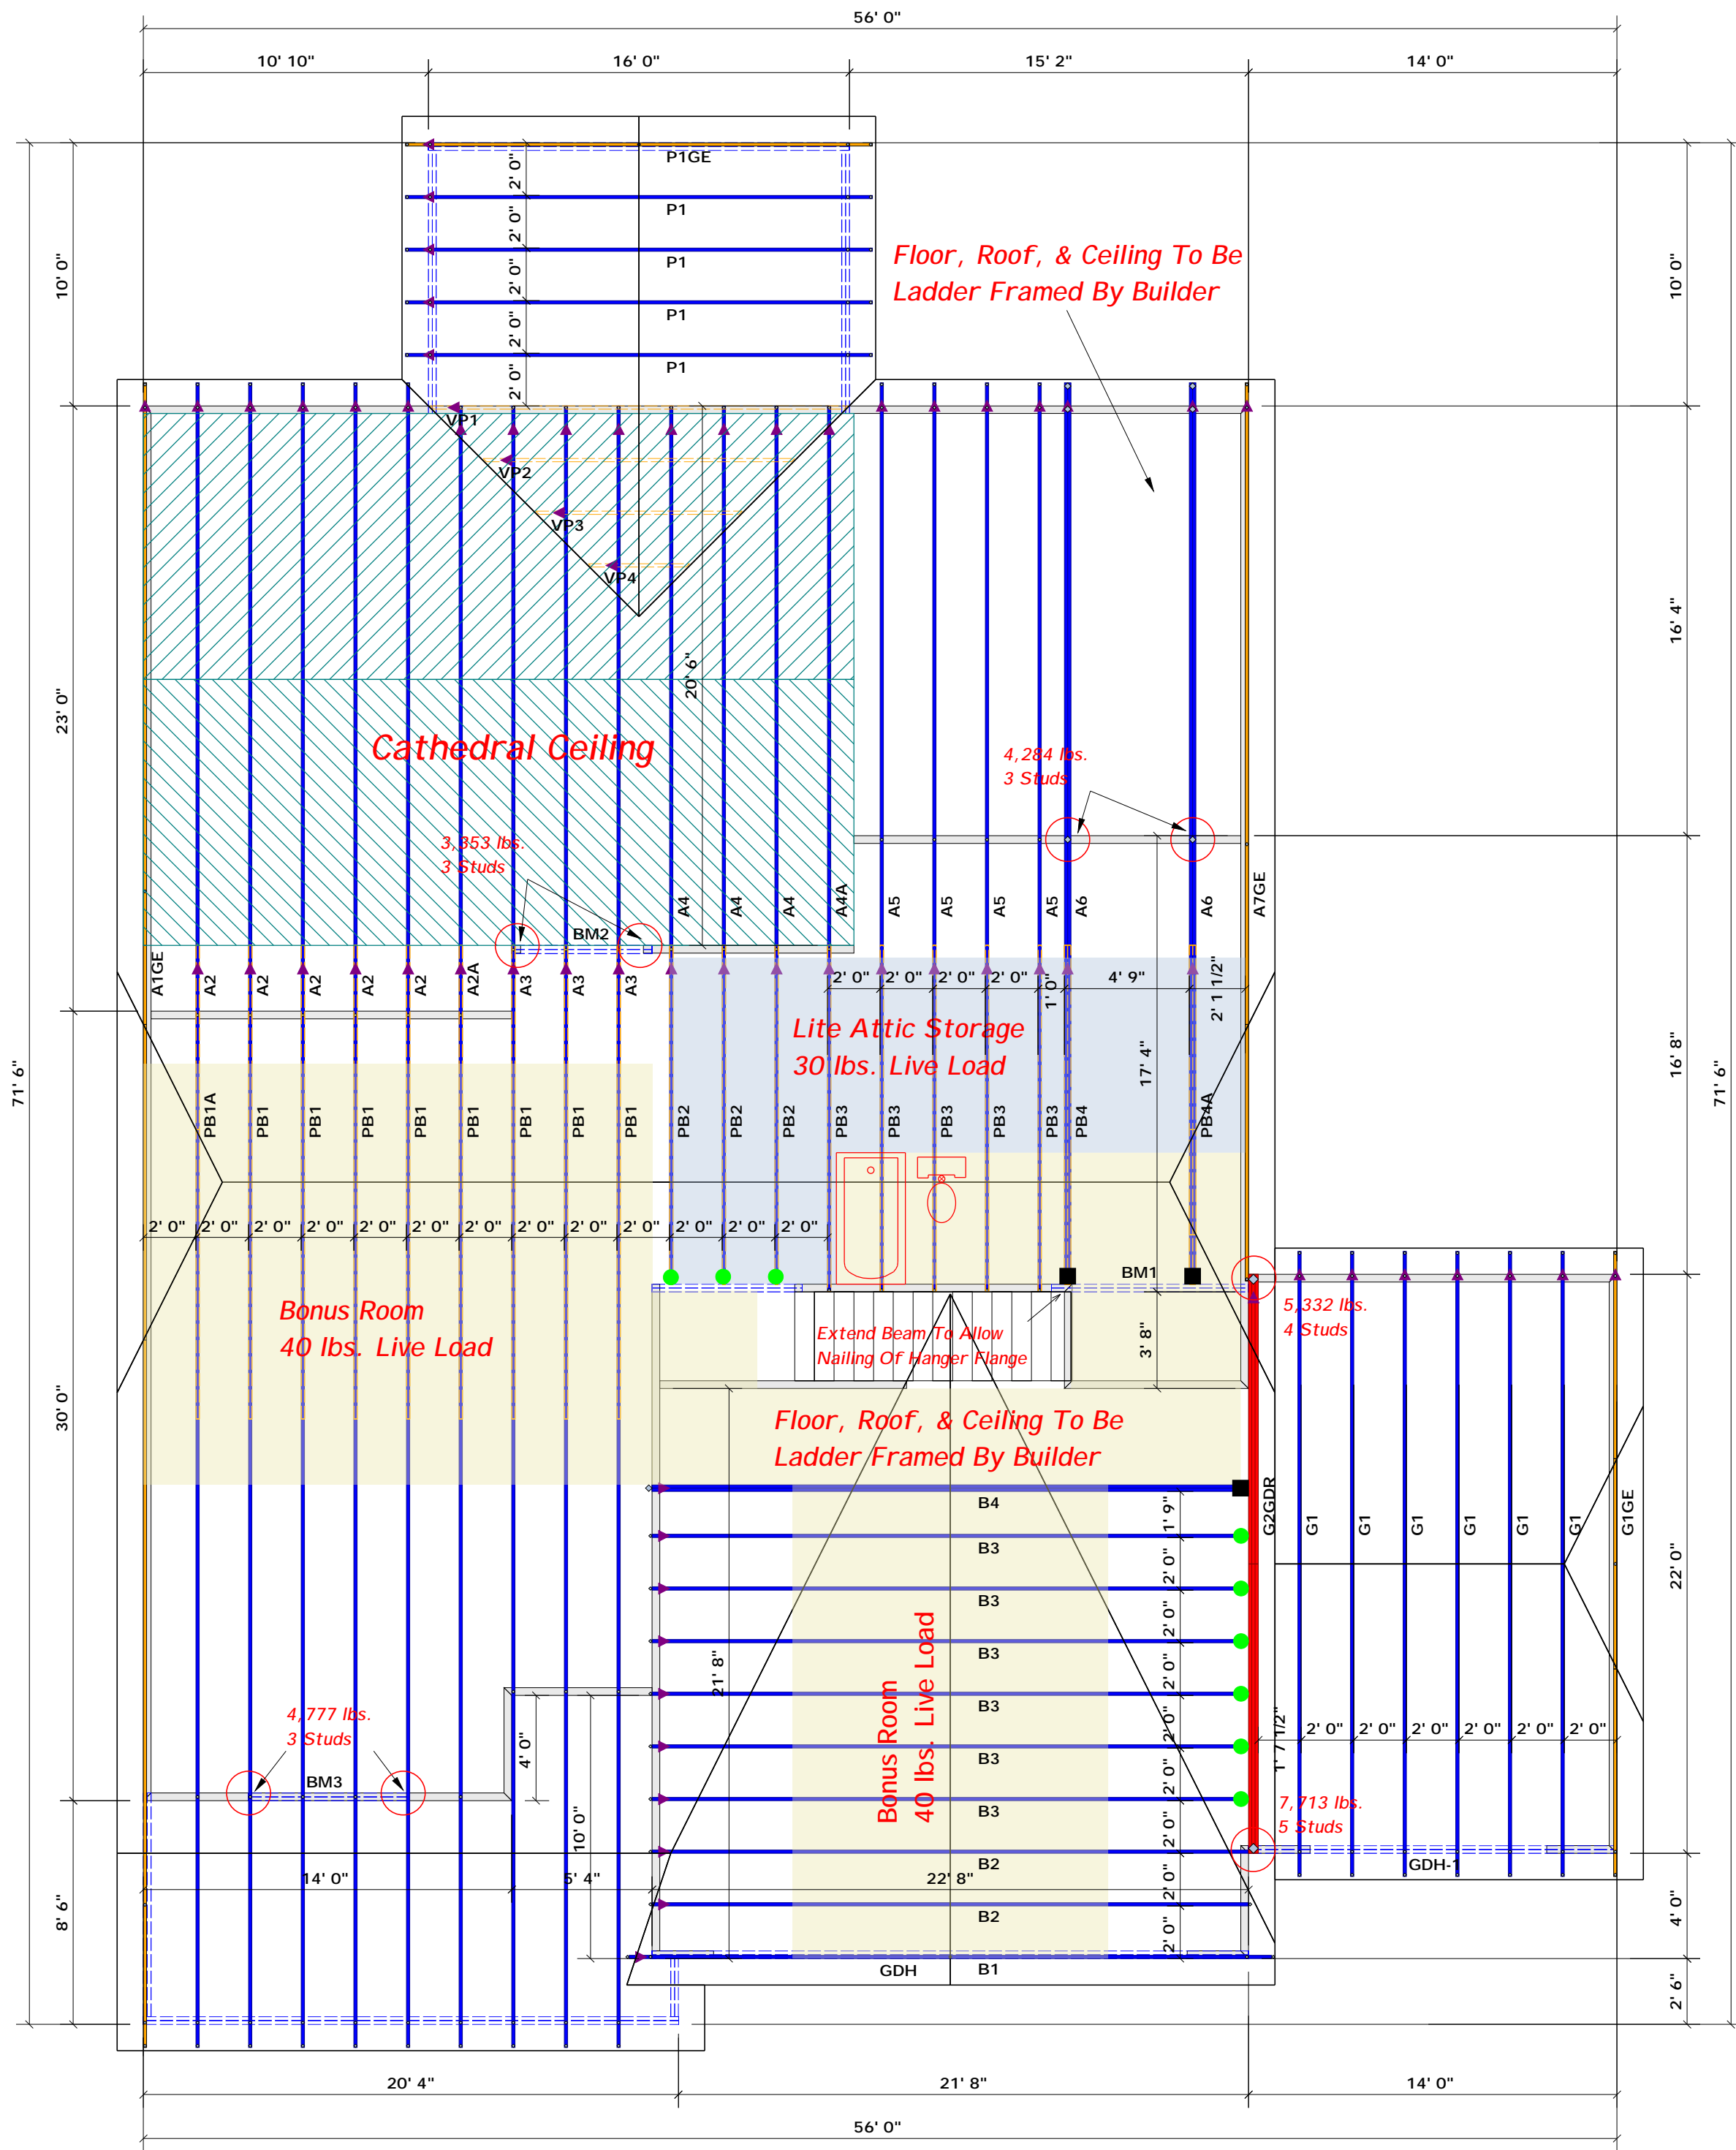 56' 0"
10' 10"
16' 0"
15' 2"
14' 0"
P1GE
2' 0"
P1
2' 0"
P1
2' 0"
P1
2' 0"
P1
2' 0"
10' 0"
10' 0"
Floor, Roof, & Ceiling To Be
Ladder Framed By Builder
VP1
VP2
VP3
VP4
20' 6"
16' 4"
23' 0"
Cathedral Ceiling
4,284 lbs.
3 Studs
3,353 lbs.
3 Studs
BM2
A4
A4
A4
A4A
A5
A5
A5
A5
A6
A6
A7GE
A1GE
A2
A2
A2
A2
A2
A2A
A3
A3
A3
2' 0"
2' 0"
2' 0"
2' 0"
1' 0"
4' 9"
2' 1 1/2"
Lite Attic Storage
30 lbs. Live Load
17' 4"
16' 8"
71' 6"
71' 6"
PB1A
PB1
PB1
PB1
PB1
PB1
PB1
PB1
PB1
PB2
PB2
PB2
PB3
PB3
PB3
PB3
PB3
PB4
PB4A
2' 0"
2' 0"
2' 0"
2' 0"
2' 0"
2' 0"
2' 0"
2' 0"
2' 0"
2' 0"
2' 0"
2' 0"
2' 0"
BM1
Bonus Room
40 lbs. Live Load
Extend Beam To Allow
Nailing Of Hanger Flange
3' 8"
5,332 lbs.
4 Studs
30' 0"
Floor, Roof, & Ceiling To Be
Ladder Framed By Builder
B4
1' 9"
B3
2' 0"
B3
2' 0"
B3
2' 0"
B3
2' 0"
B3
2' 0"
B3
2' 0"
B2
2' 0"
B2
2' 0"
GDH
B1
G2GDR
G1
G1
G1
G1
G1
G1
G1GE
22' 0"
Bonus Room
40 lbs. Live Load
21' 8"
4,777 lbs.
3 Studs
BM3
4' 0"
10' 0"
1' 7 1/2"
2' 0"
2' 0"
2' 0"
2' 0"
2' 0"
2' 0"
7,713 lbs.
5 Studs
GDH-1
14' 0"
5' 4"
22' 8"
8' 6"
4' 0"
2' 6"
20' 4"
21' 8"
14' 0"
56' 0"